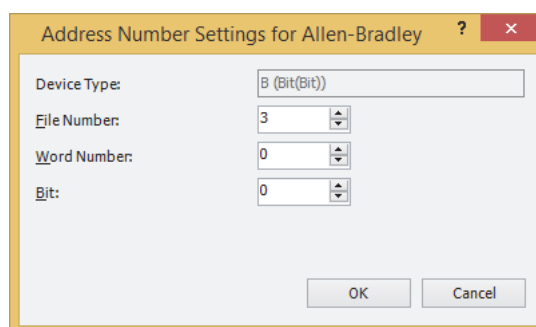 Address Number Settings for Allen-Bradley ? ×
Device Type: B (Bit(Bit))
File Number: 3
Word Number: 0
Bit: 0
OK Cancel